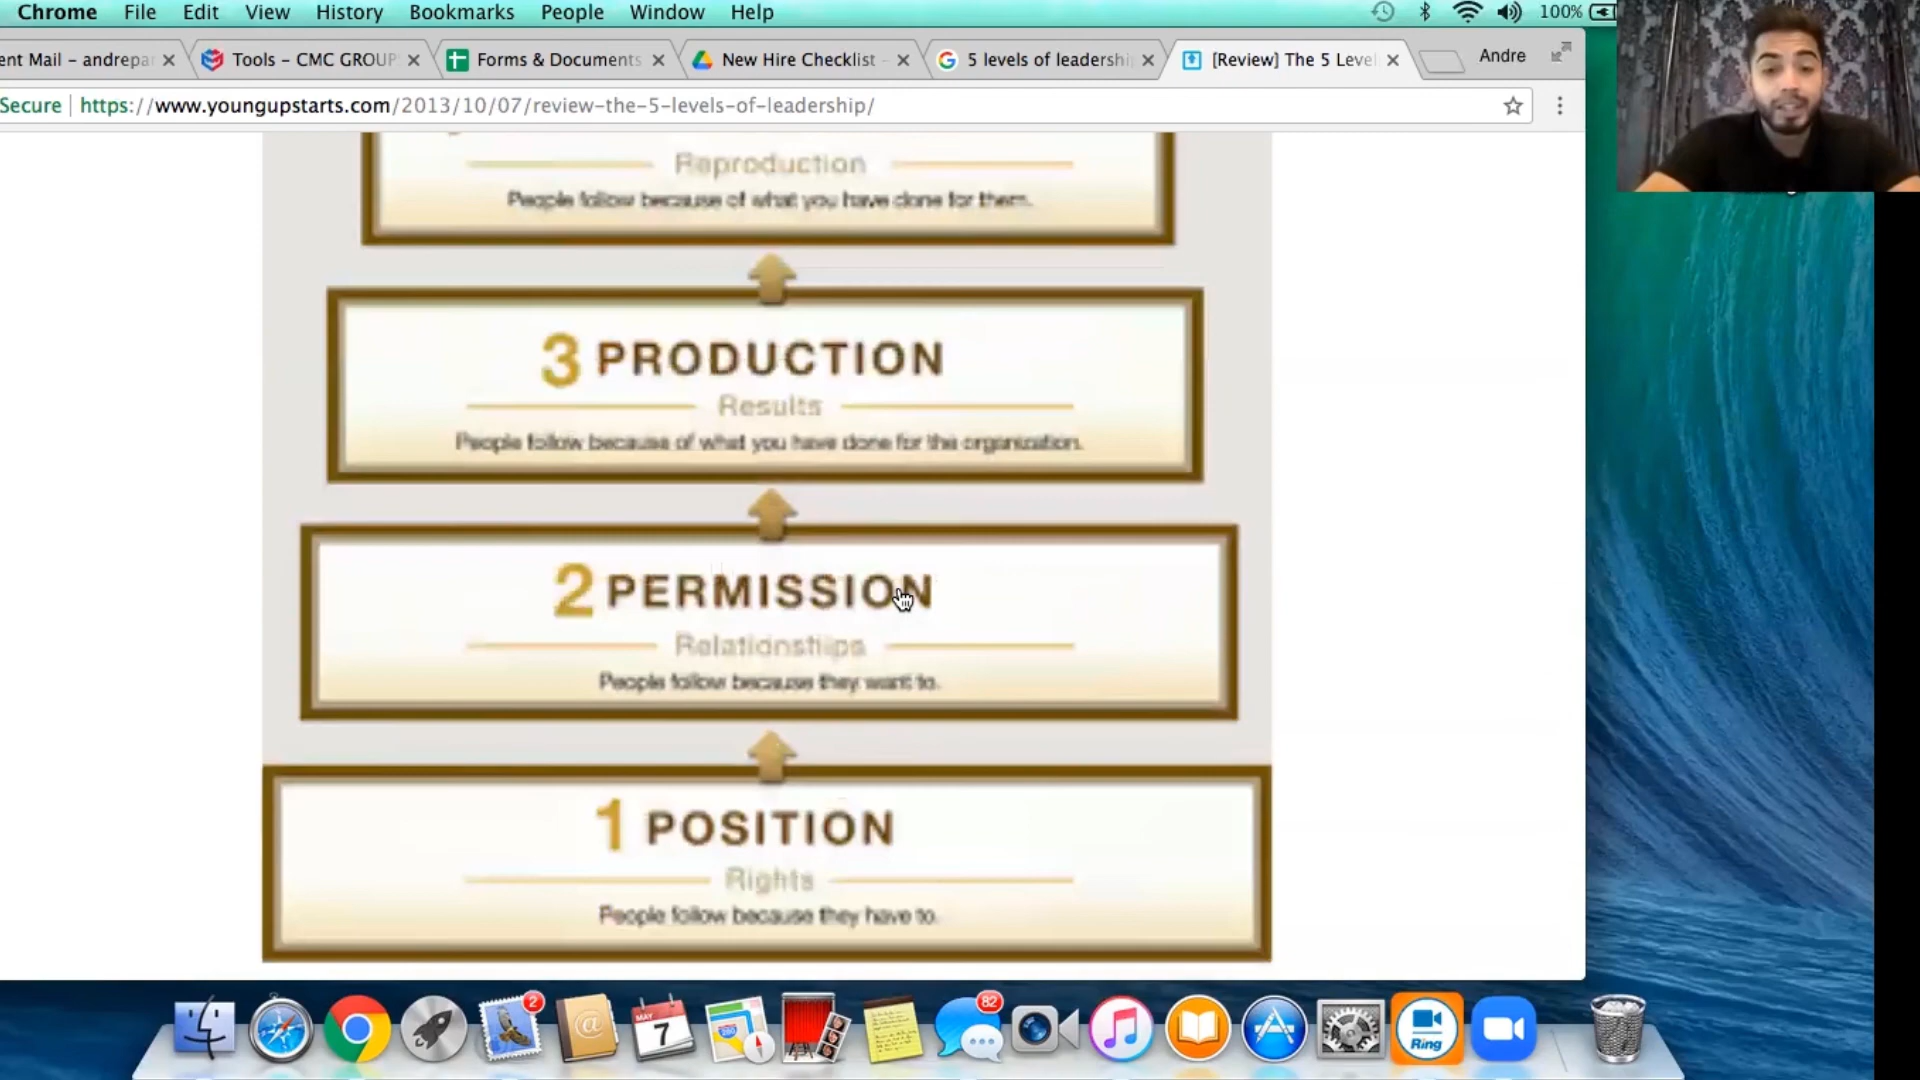 Chrome File Edit View History Bookmarks People Window Help 100%
ent Mail – andrepa Tools – CMC GROUP Forms & Documents New Hire Checklist – 5 levels of leadershi [Review] The 5 Leve Andre
Secure https://www.youngupstarts.com/2013/10/07/review-the-5-levels-of-leadership/
Reproduction
People follow because of what you have done for them.
3 PRODUCTION
Results
People follow because of what you have done for the organization.
2 PERMISSION
Relationships
People follow because they want to.
1 POSITION
Rights
People follow because they have to.
2 MAY 7 82 Ring